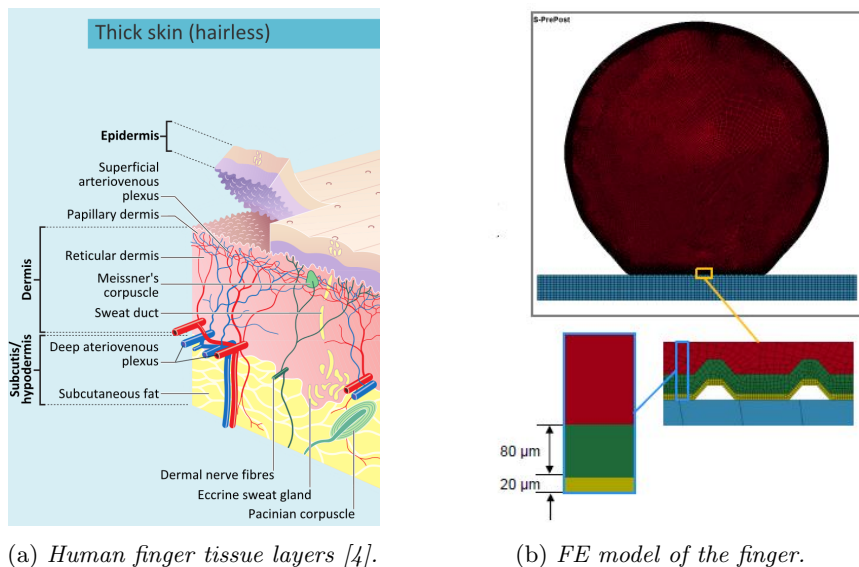 Thick skin (hairless)
Epidermis
Superficial
arteriovenous
plexus
Papillary dermis
Reticular dermis
Meissner's
corpuscle
Sweat duct
Deep ateriovenous
plexus
Subcutaneous fat
Dermis
Subcutis/
hypodermis
Dermal nerve fibres
Eccrine sweat gland
Pacinian corpuscle
(a) Human finger tissue layers [4].
S-PrePost
80 µm
20 µm
(b) FE model of the finger.